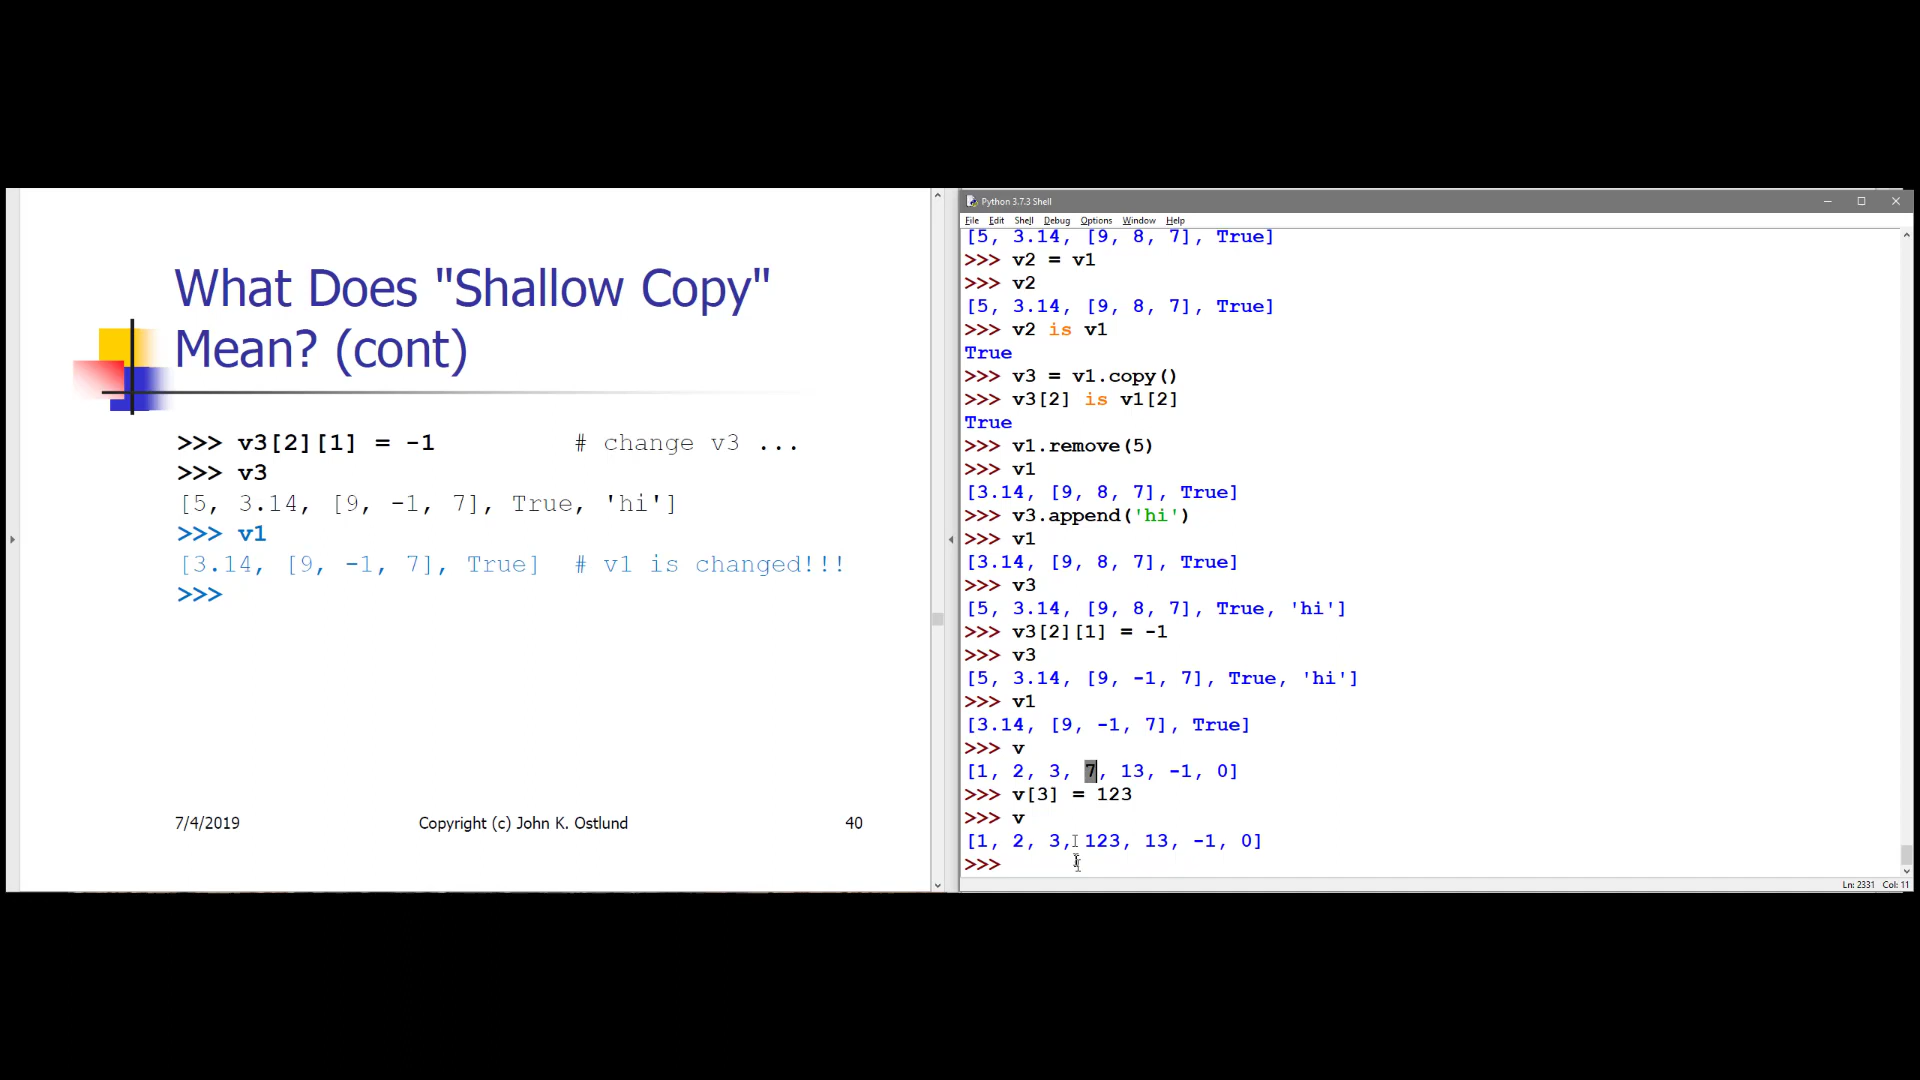 What Does "Shallow Copy"
Mean? (cont)
>>> v3[2][1] = -1 # change v3 ...
>>> v3
[5, 3.14, [9, -1, 7], True, 'hi']
>>> v1
[3.14, [9, -1, 7], True] # v1 is changed!!!
>>>
7/4/2019 Copyright (c) John K. Ostlund 40
Python 3.7.3 Shell
File Edit Shell Debug Options Window Help
[5, 3.14, [9, 8, 7], True]
>>> v2 = v1
>>> v2
[5, 3.14, [9, 8, 7], True]
>>> v2 is v1
True
>>> v3 = v1.copy()
>>> v3[2] is v1[2]
True
>>> v1.remove(5)
>>> v1
[3.14, [9, 8, 7], True]
>>> v3.append('hi')
>>> v1
[3.14, [9, 8, 7], True]
>>> v3
[5, 3.14, [9, 8, 7], True, 'hi']
>>> v3[2][1] = -1
>>> v3
[5, 3.14, [9, -1, 7], True, 'hi']
>>> v1
[3.14, [9, -1, 7], True]
>>> v
[1, 2, 3, 7, 13, -1, 0]
>>> v[3] = 123
>>> v
[1, 2, 3, 123, 13, -1, 0]
>>>
Ln: 2331 Col: 11